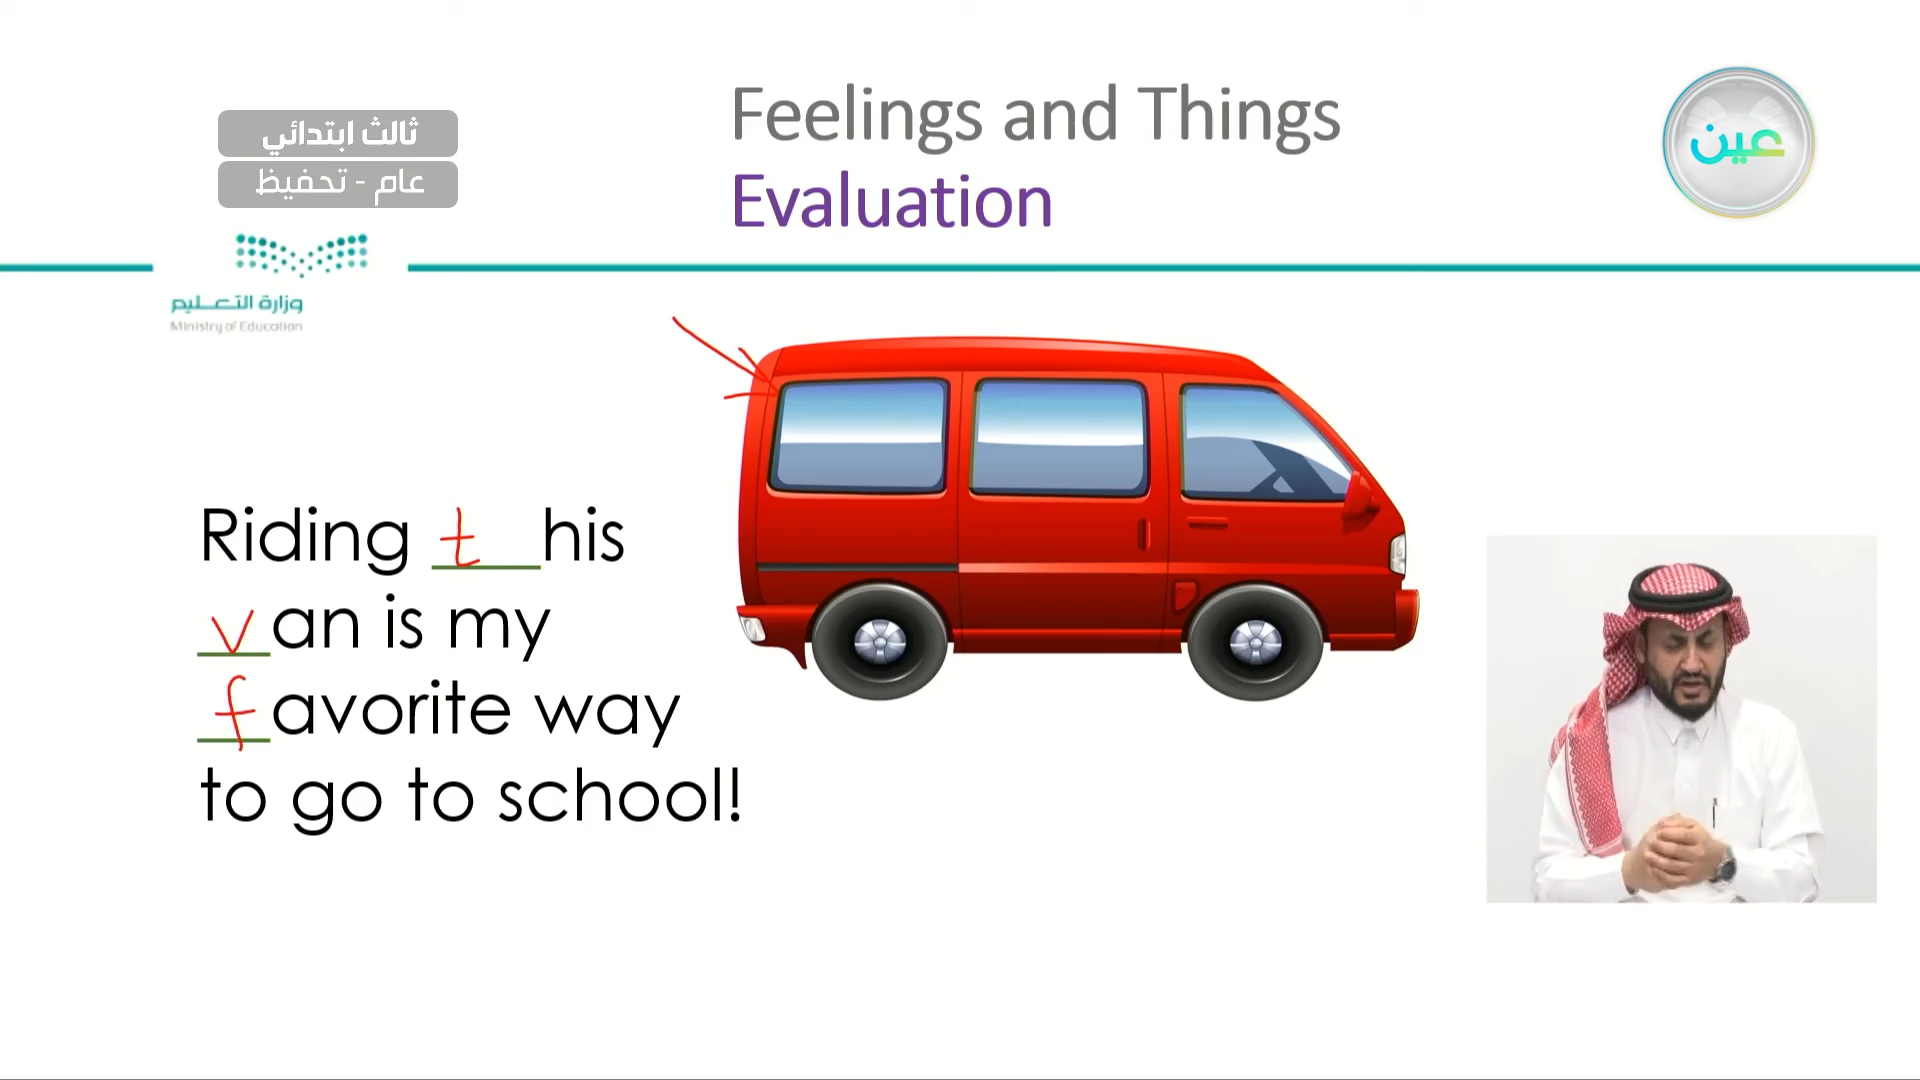 ثالث ابتدائي
عام - تحفيظ
وزارة التعليم
Ministry of Education
Feelings and Things
Evaluation
عين
Riding t his
v an is my
f avorite way
to go to school!